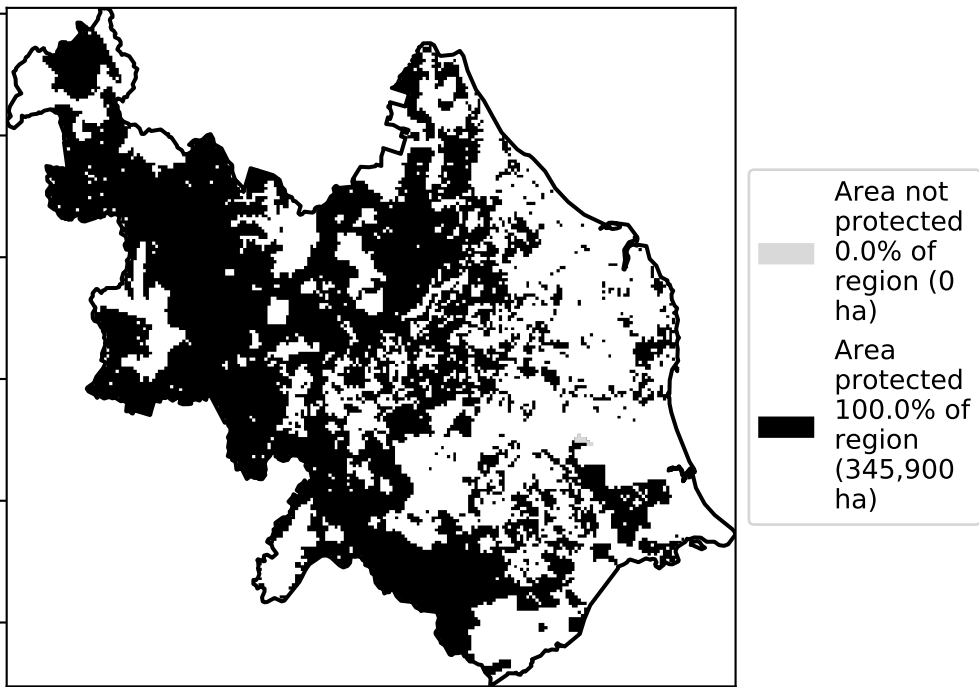 Area not
protected
0.0% of
region (0
ha)
Area
protected
100.0% of
region
(345,900
ha)